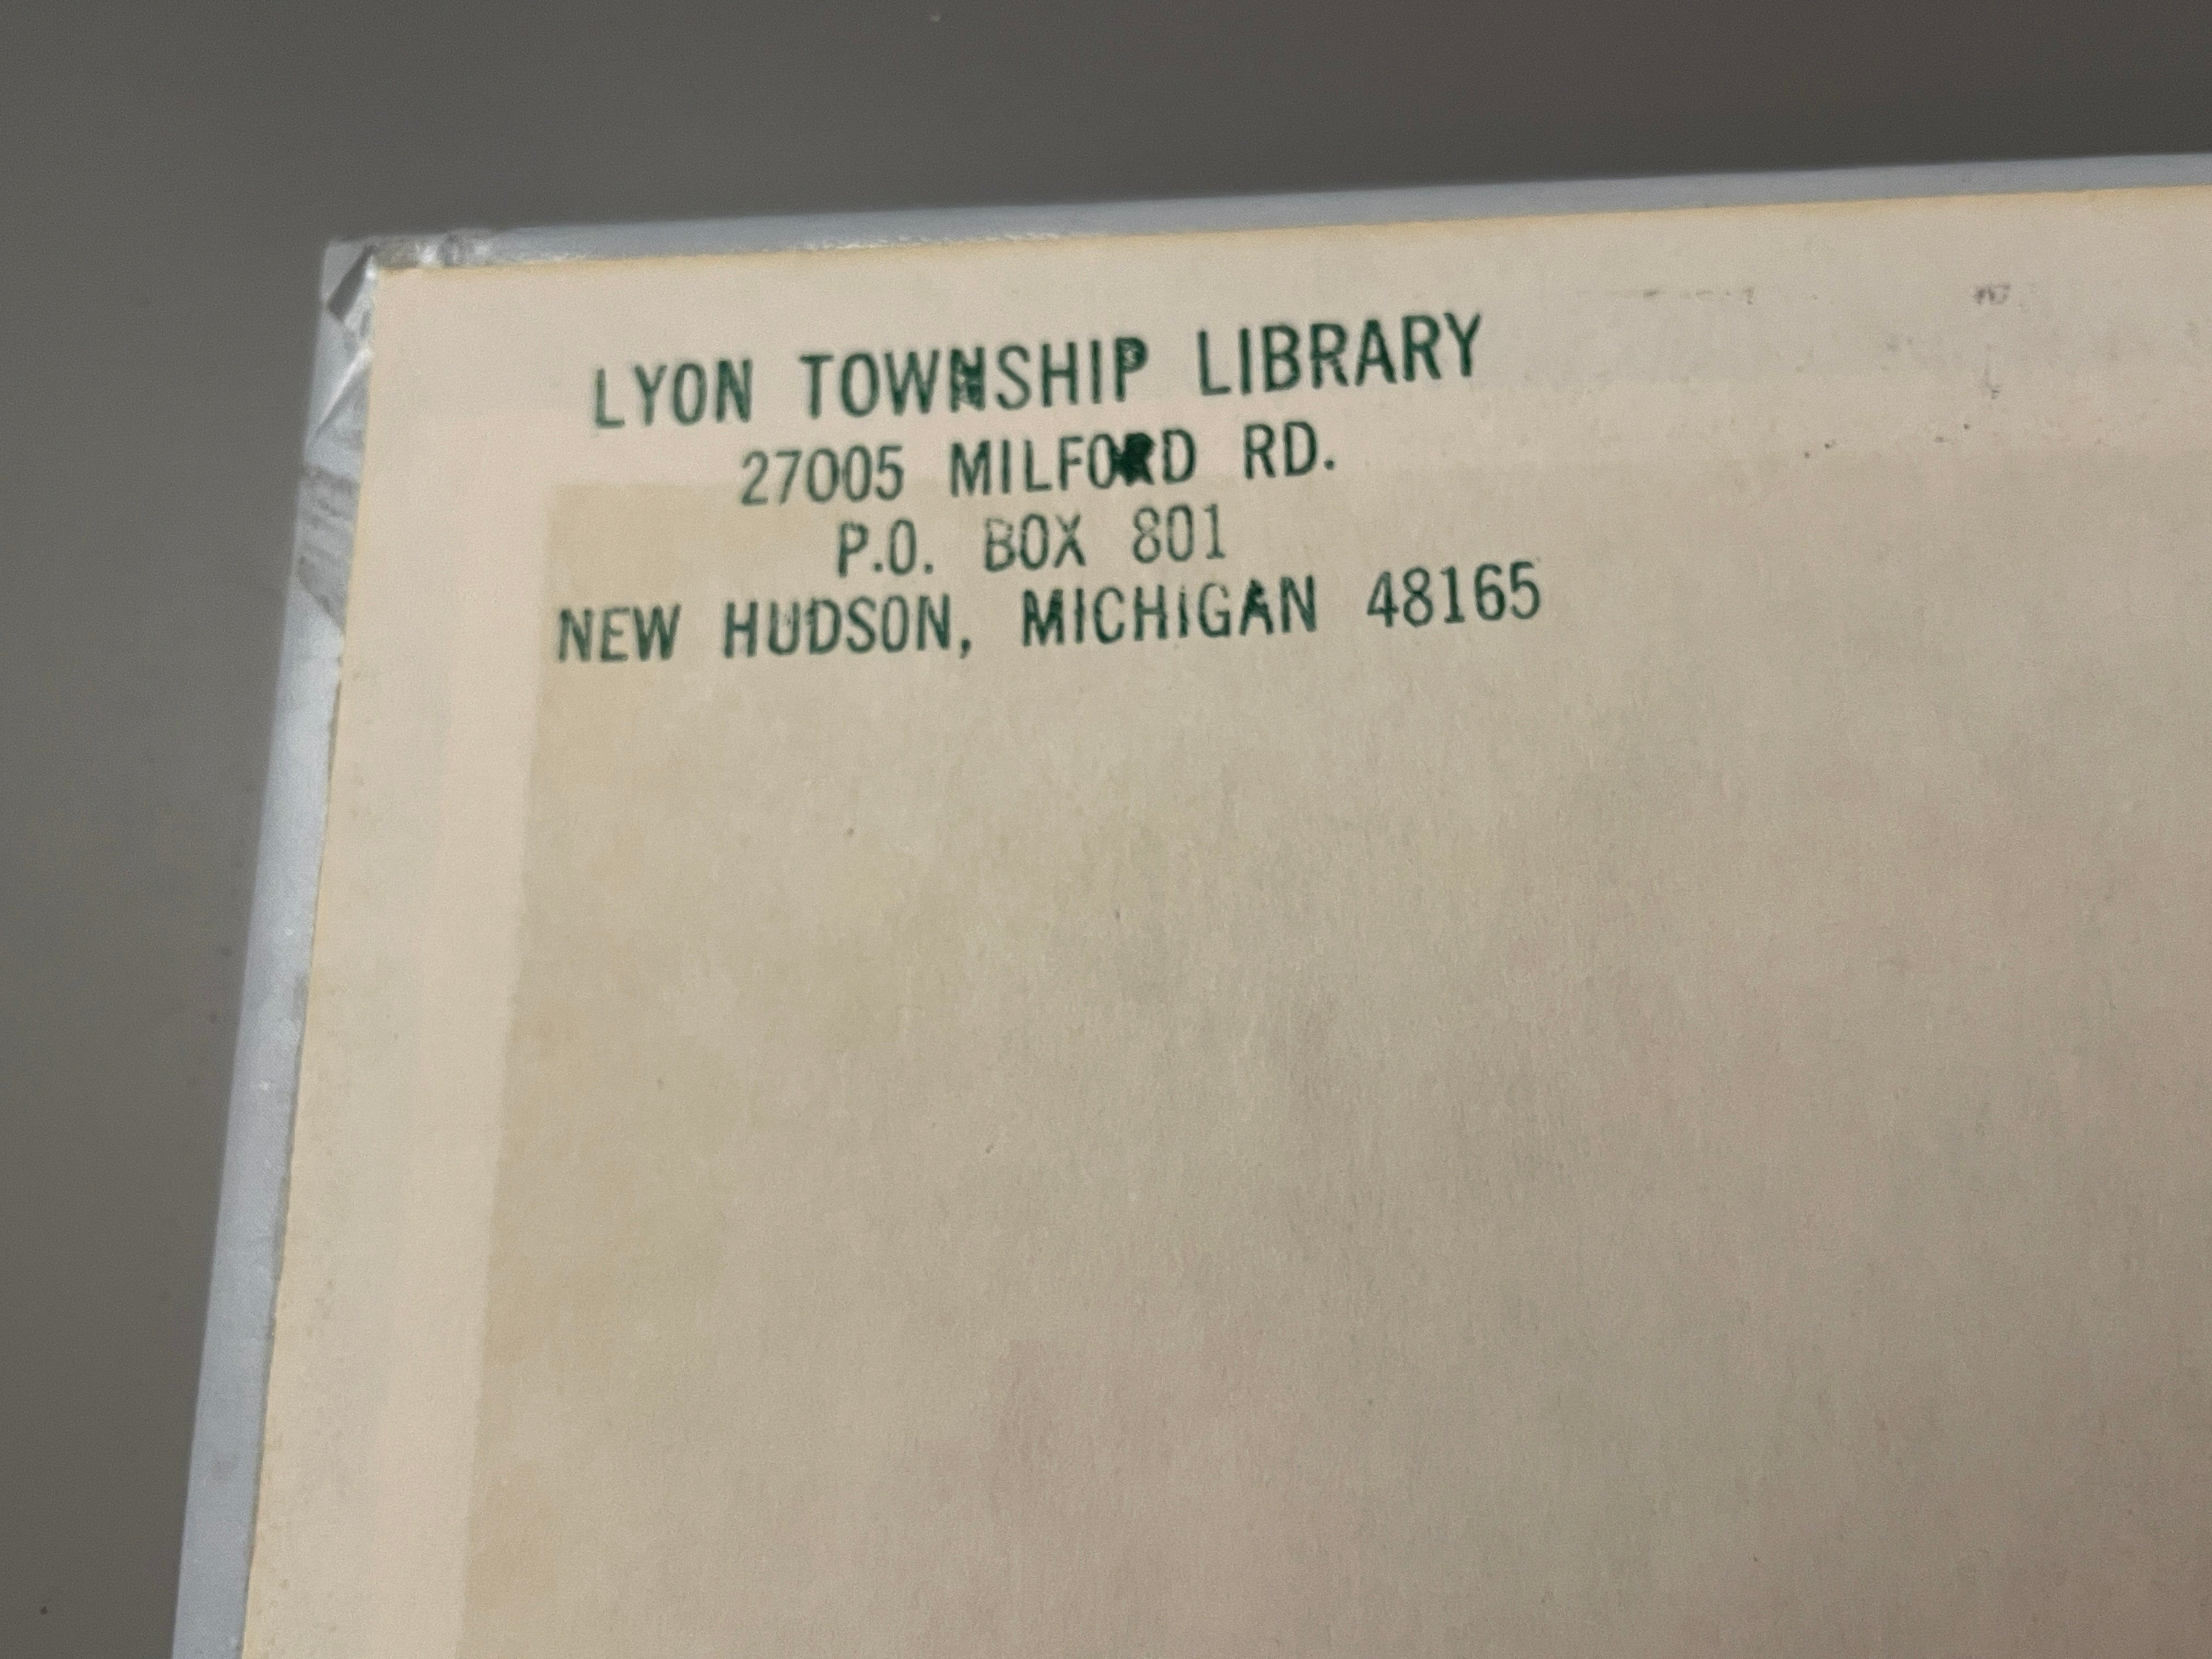 LYON TOWNSHIP LIBRARY
27005 MILFORD RD.
P.O. BOX 801
NEW HUDSON, MICHIGAN 48165